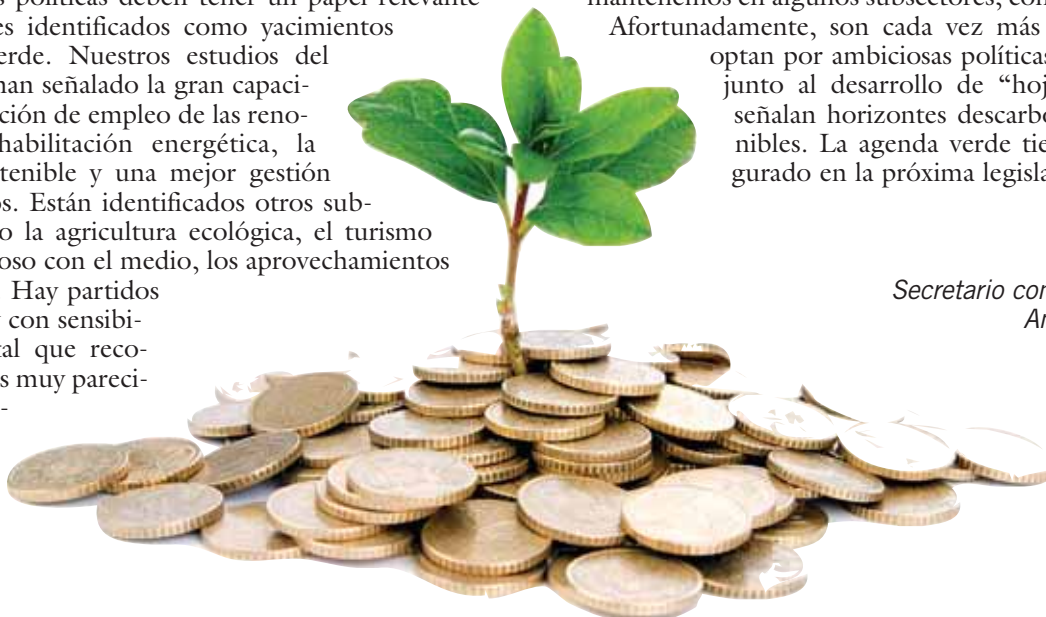 políticas deben tener un papel relevante
es identificados como yacimientos
erde. Nuestros estudios del
han señalado la gran capaci-
ción de empleo de las reno-
habilitación energética, la
tenible y una mejor gestión
os. Están identificados otros sub-
o la agricultura ecológica, el turismo
oso con el medio, los aprovechamientos
Hay partidos
con sensibi-
tal que reco-
s muy pareci-
-
mantenemos en algunos subsectores, con
Afortunadamente, son cada vez más
optan por ambiciosas políticas
junto al desarrollo de “hoj
señalan horizontes descarbo
nibles. La agenda verde tie
gurado en la próxima legisla
Secretario con